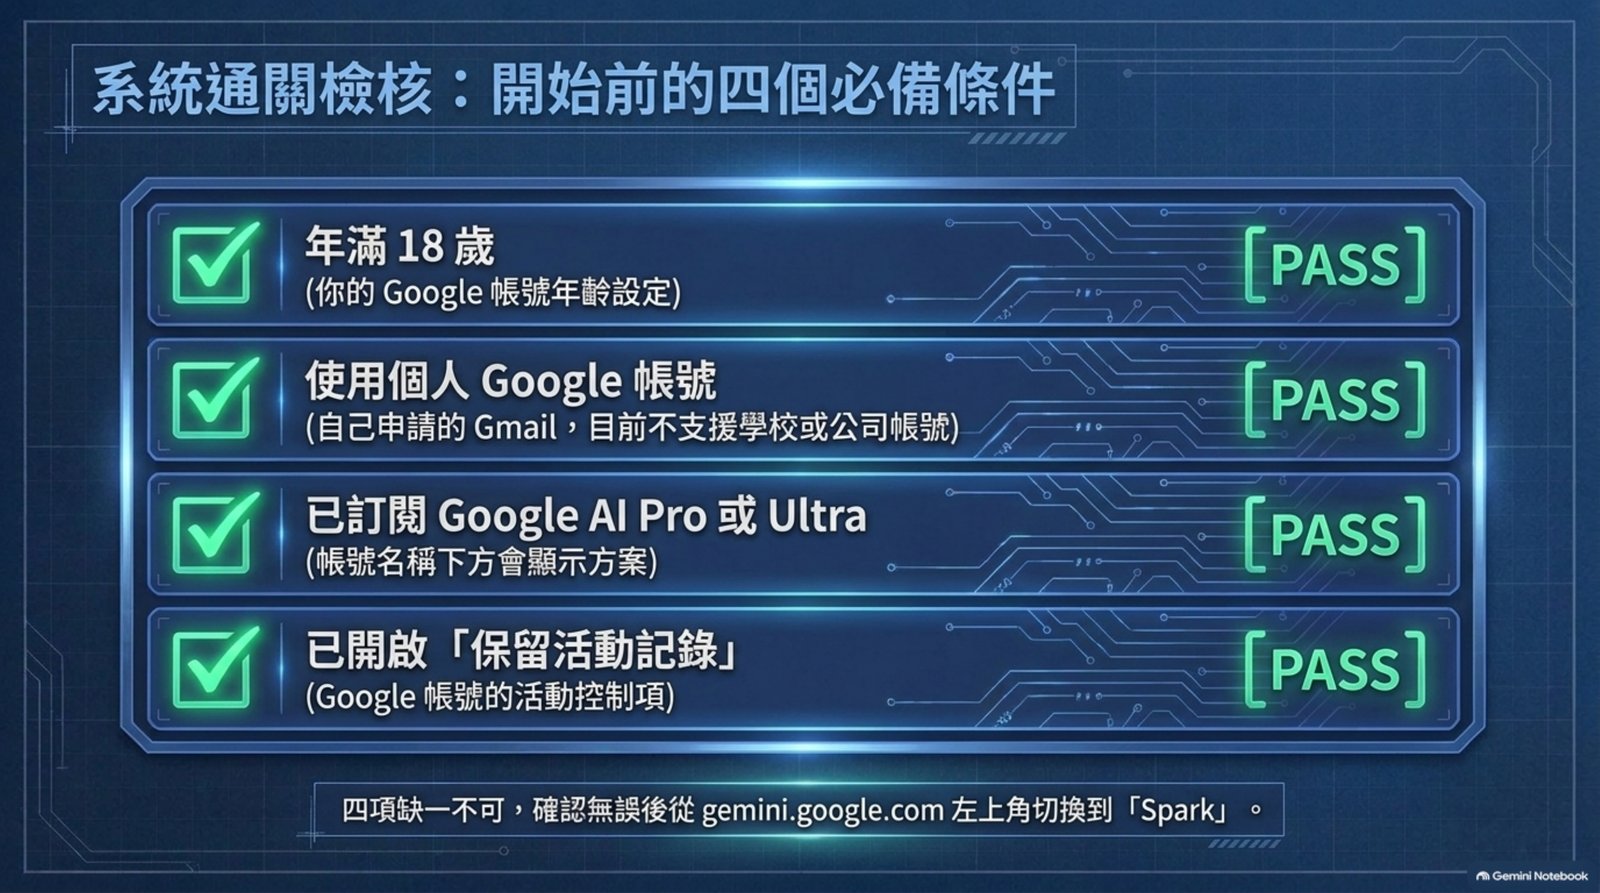 系統通關檢核：開始前的四個必備條件
年滿 18 歲
(你的 Google 帳號年齡設定)
[PASS]
使用個人 Google 帳號
(自己申請的 Gmail，目前不支援學校或公司帳號)
[PASS]
已訂閱 Google AI Pro 或 Ultra
(帳號名稱下方會顯示方案)
[PASS]
已開啟「保留活動記錄」
(Google 帳號的活動控制項)
[PASS]
四項缺一不可，確認無誤後從 gemini.google.com 左上角切換到「Spark」。
Gemini Notebook